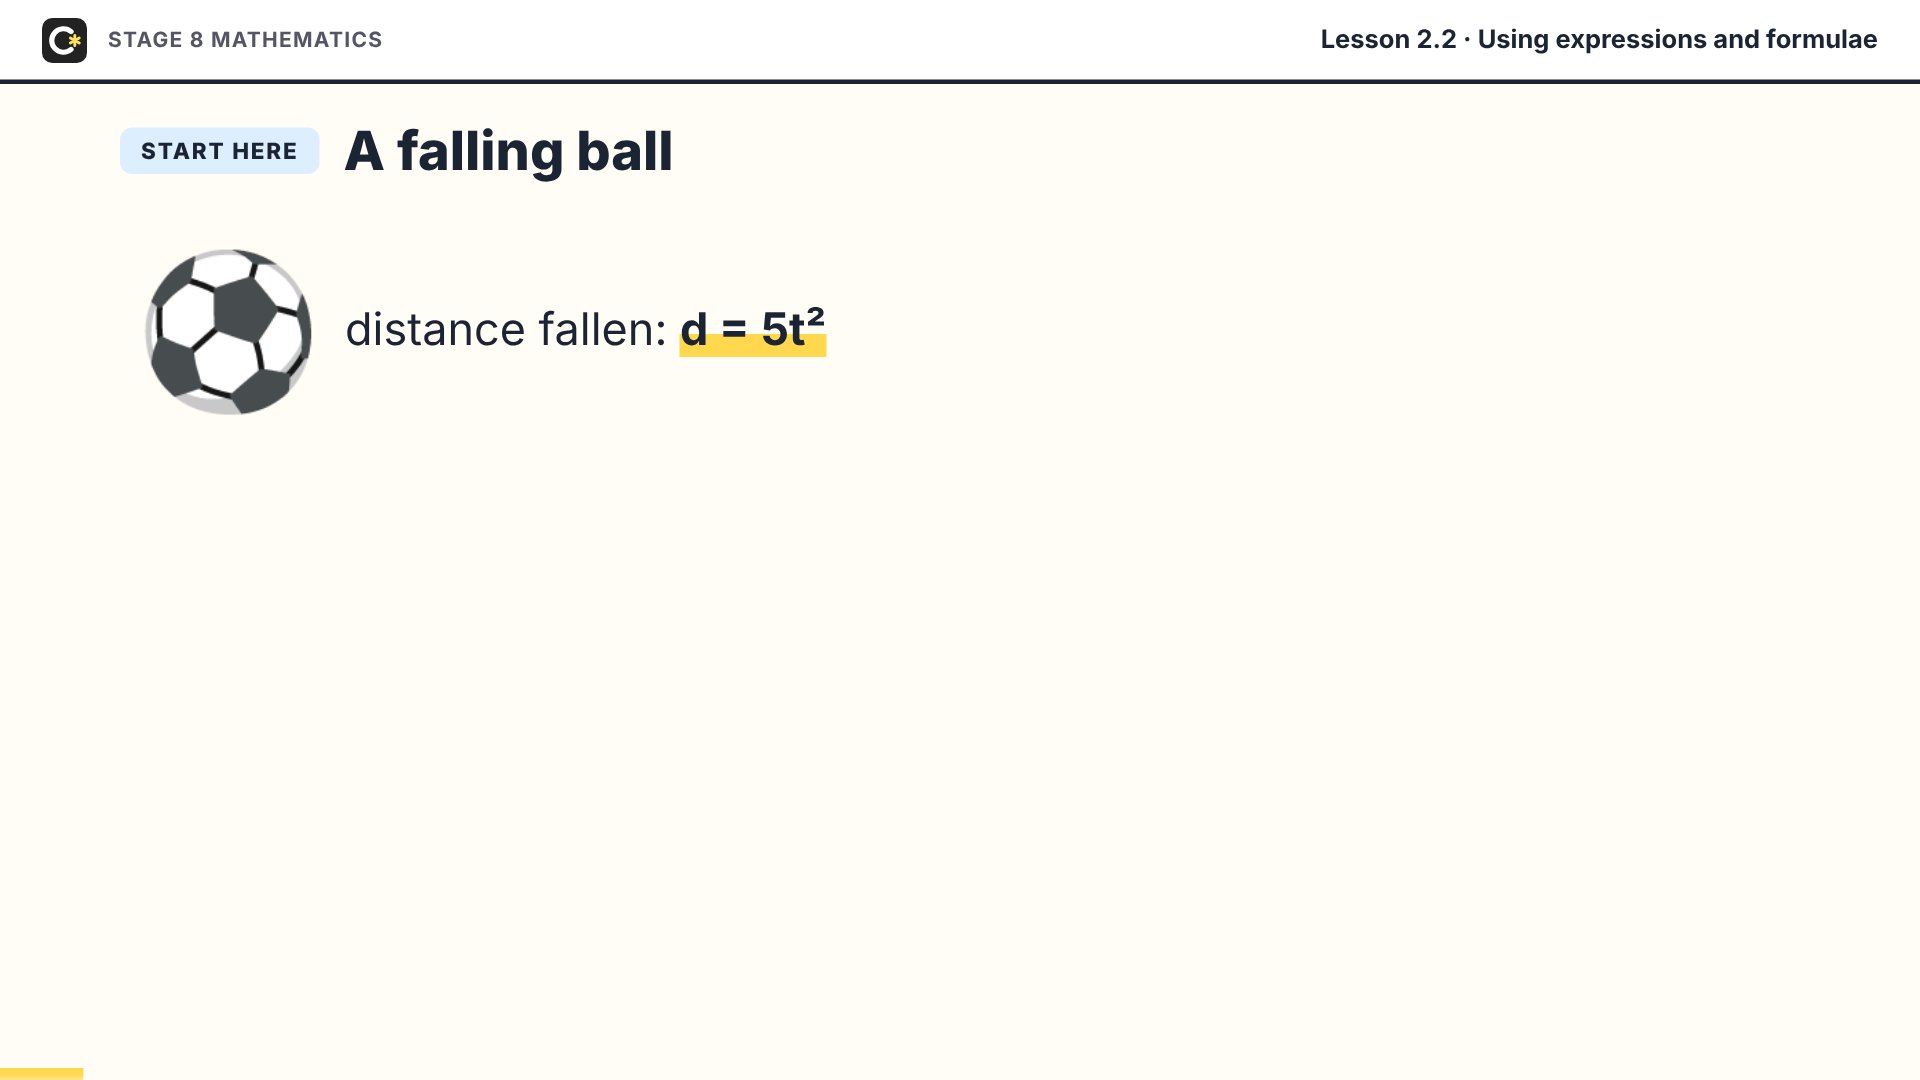 STAGE 8 MATHEMATICS
Lesson 2.2 · Using expressions and formulae
START HERE
A falling ball
distance fallen: d = 5t²